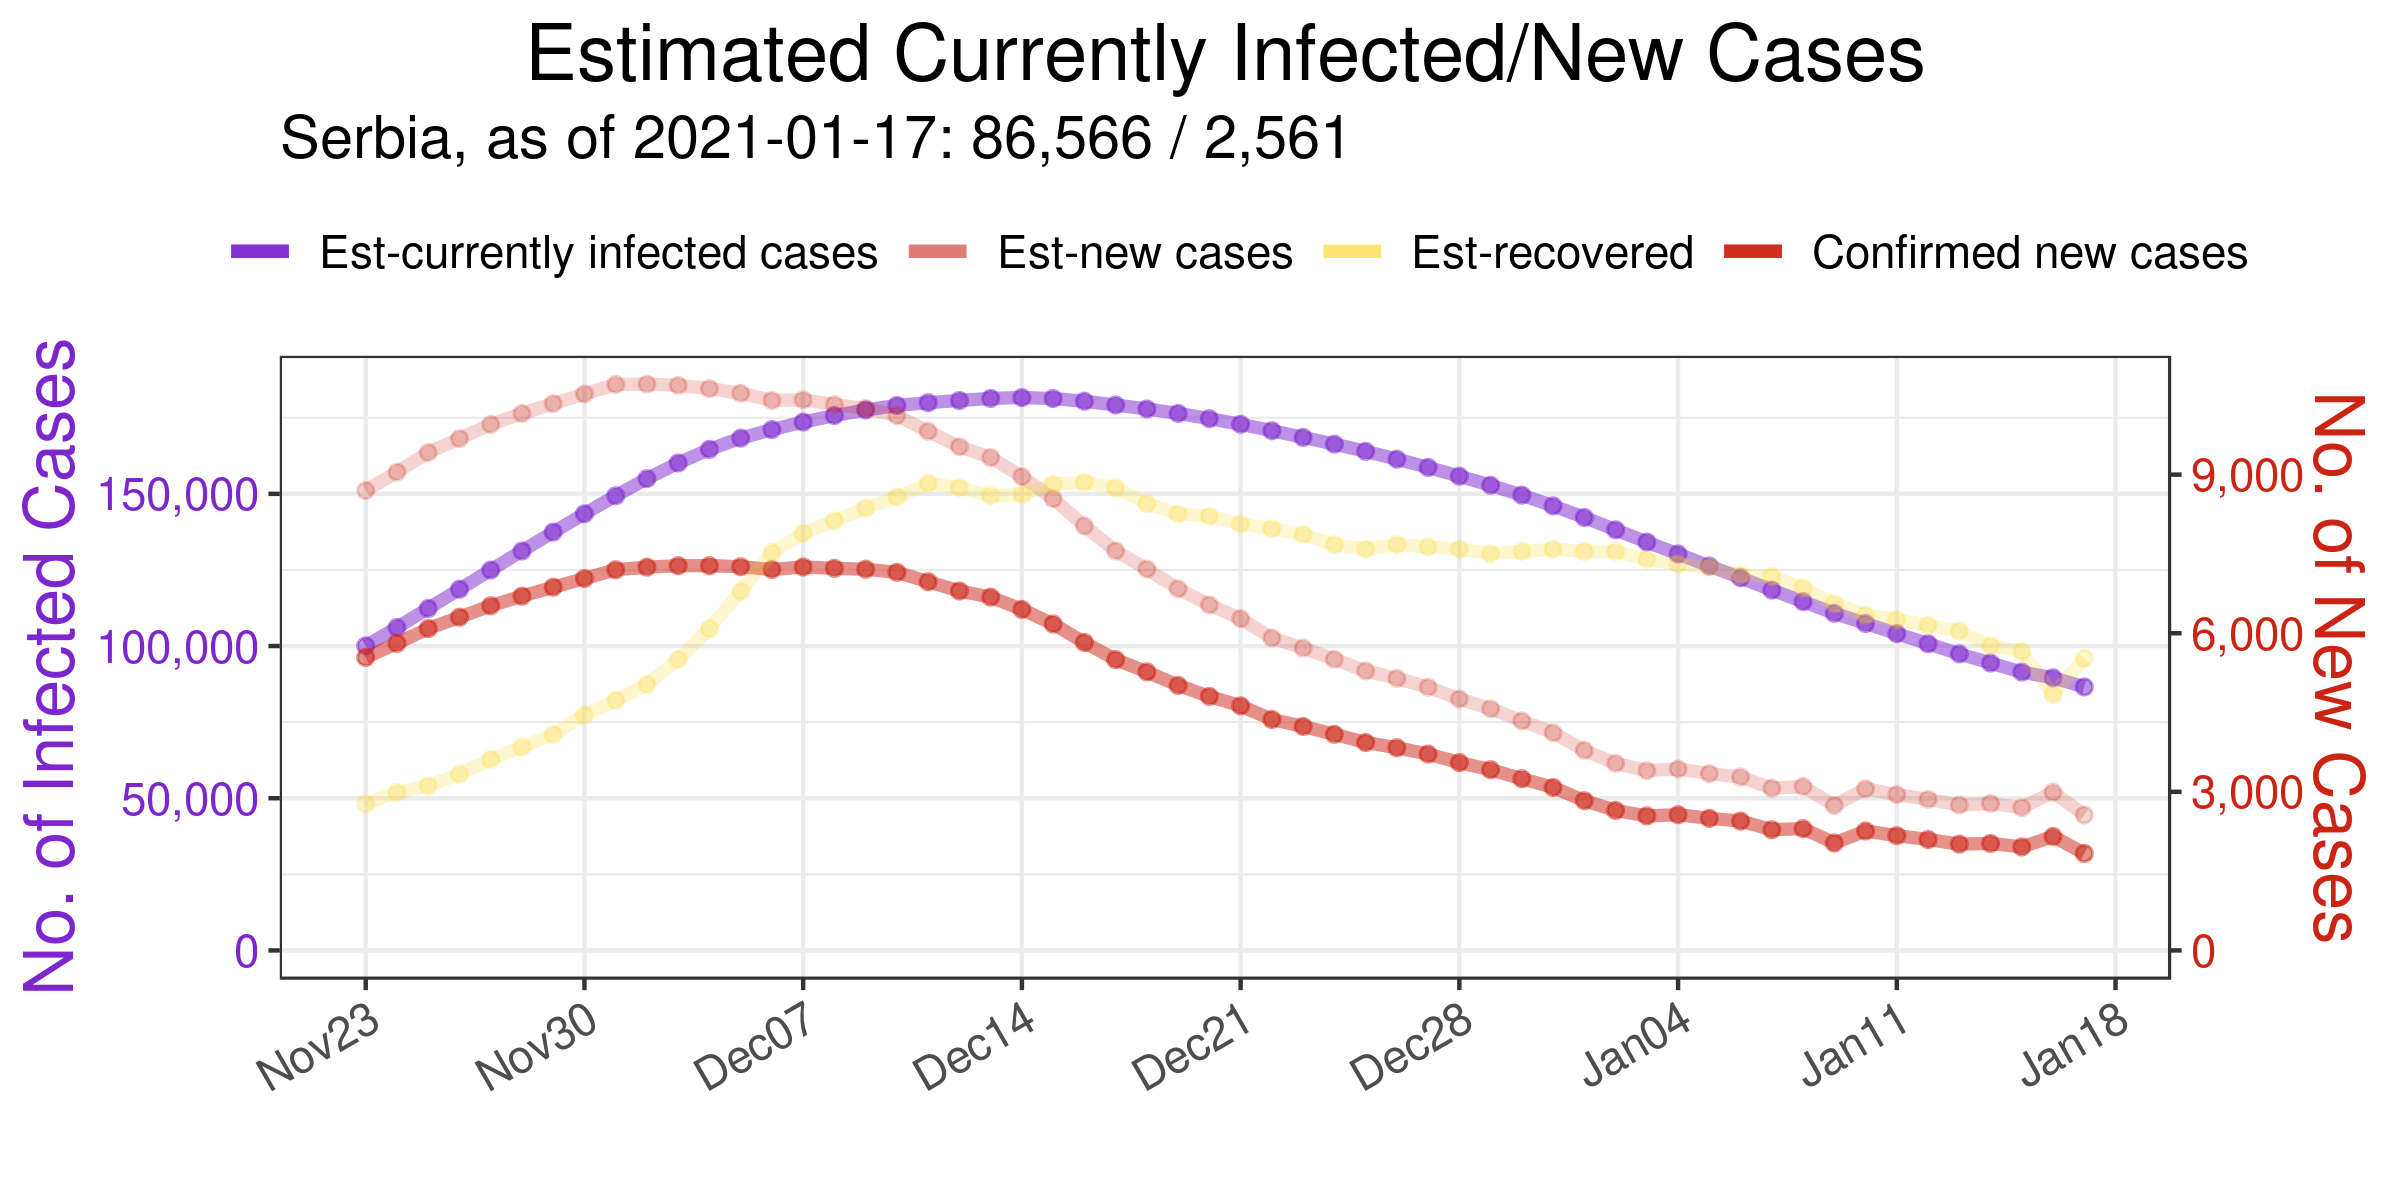 Estimated Currently Infected/New Cases
Serbia, as of 2021-01-17: 86,566 / 2,561
Est-currently infected cases Est-new cases Est-recovered Confirmed new cases
No. of Infected Cases
150,000
100,000
50,000
0
9,000
6,000
3,000
0
No. of New Cases
Nov23 Nov30 Dec07 Dec14 Dec21 Dec28 Jan04 Jan11 Jan18